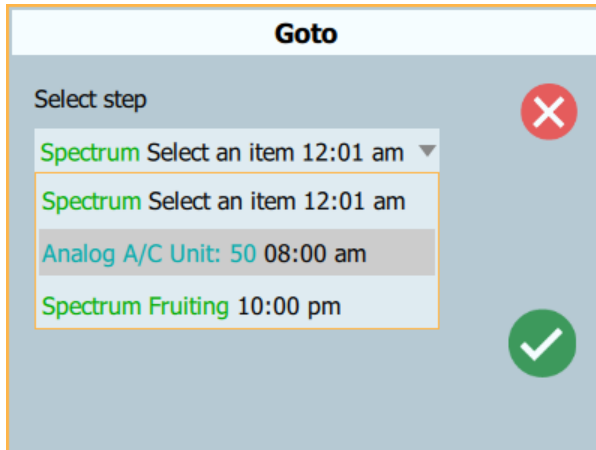 Goto
Select step
Spectrum Select an item 12:01 am
Spectrum Select an item 12:01 am
Analog A/C Unit: 50 08:00 am
Spectrum Fruiting 10:00 pm